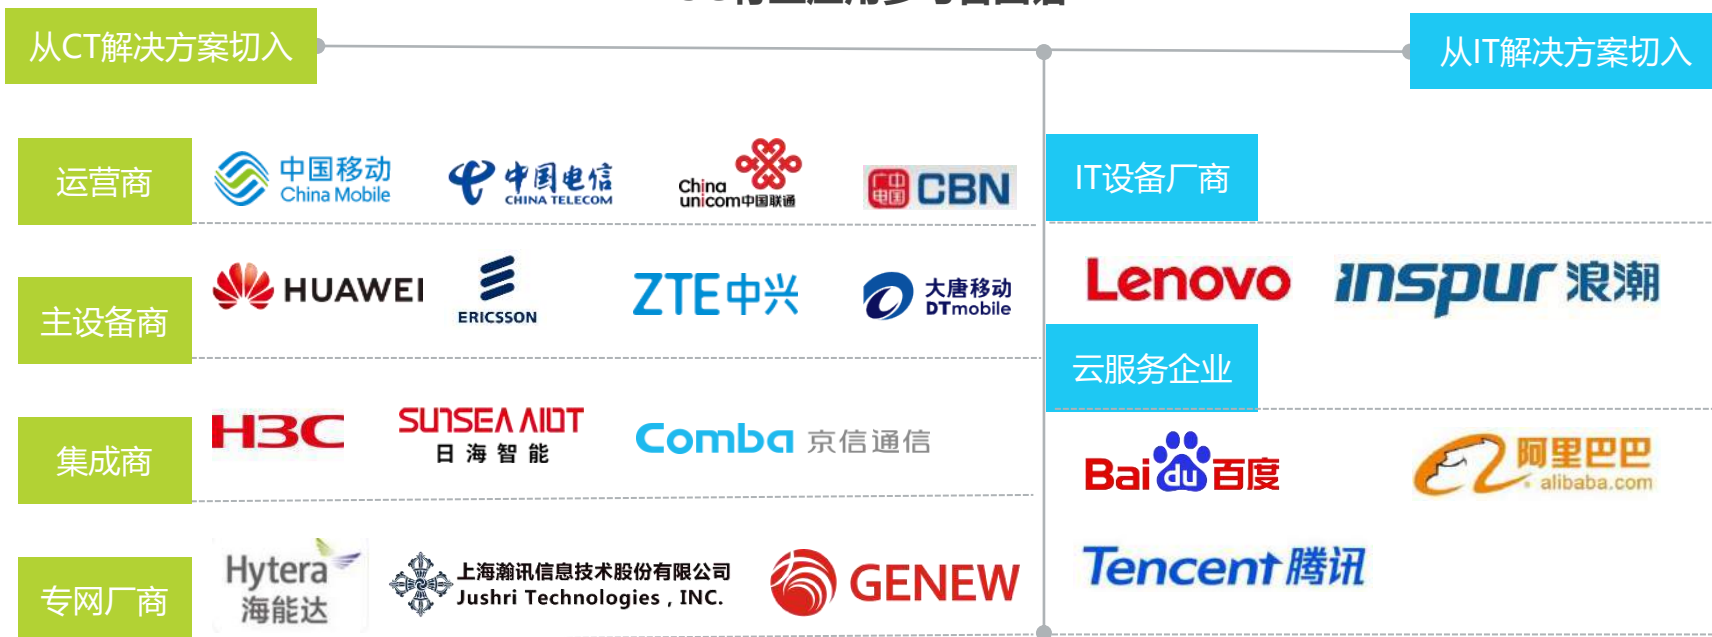 从CT解决方案切入
从IT解决方案切入
运营商
中国移动
China Mobile
中国电信
CHINA TELECOM
China
unicom中国联通
中国
广电
CBN
IT设备厂商
主设备商
HUAWEI
ERICSSON
ZTE中兴
大唐移动
DTmobile
Lenovo
inspur 浪潮
云服务企业
集成商
H3C
SUNSEA AIOT
日海智能
Comba 京信通信
Bai du 百度
阿里巴巴
alibaba.com
专网厂商
Hytera
海能达
上海瀚讯信息技术股份有限公司
Jushri Technologies , INC.
GENEW
Tencent 腾讯